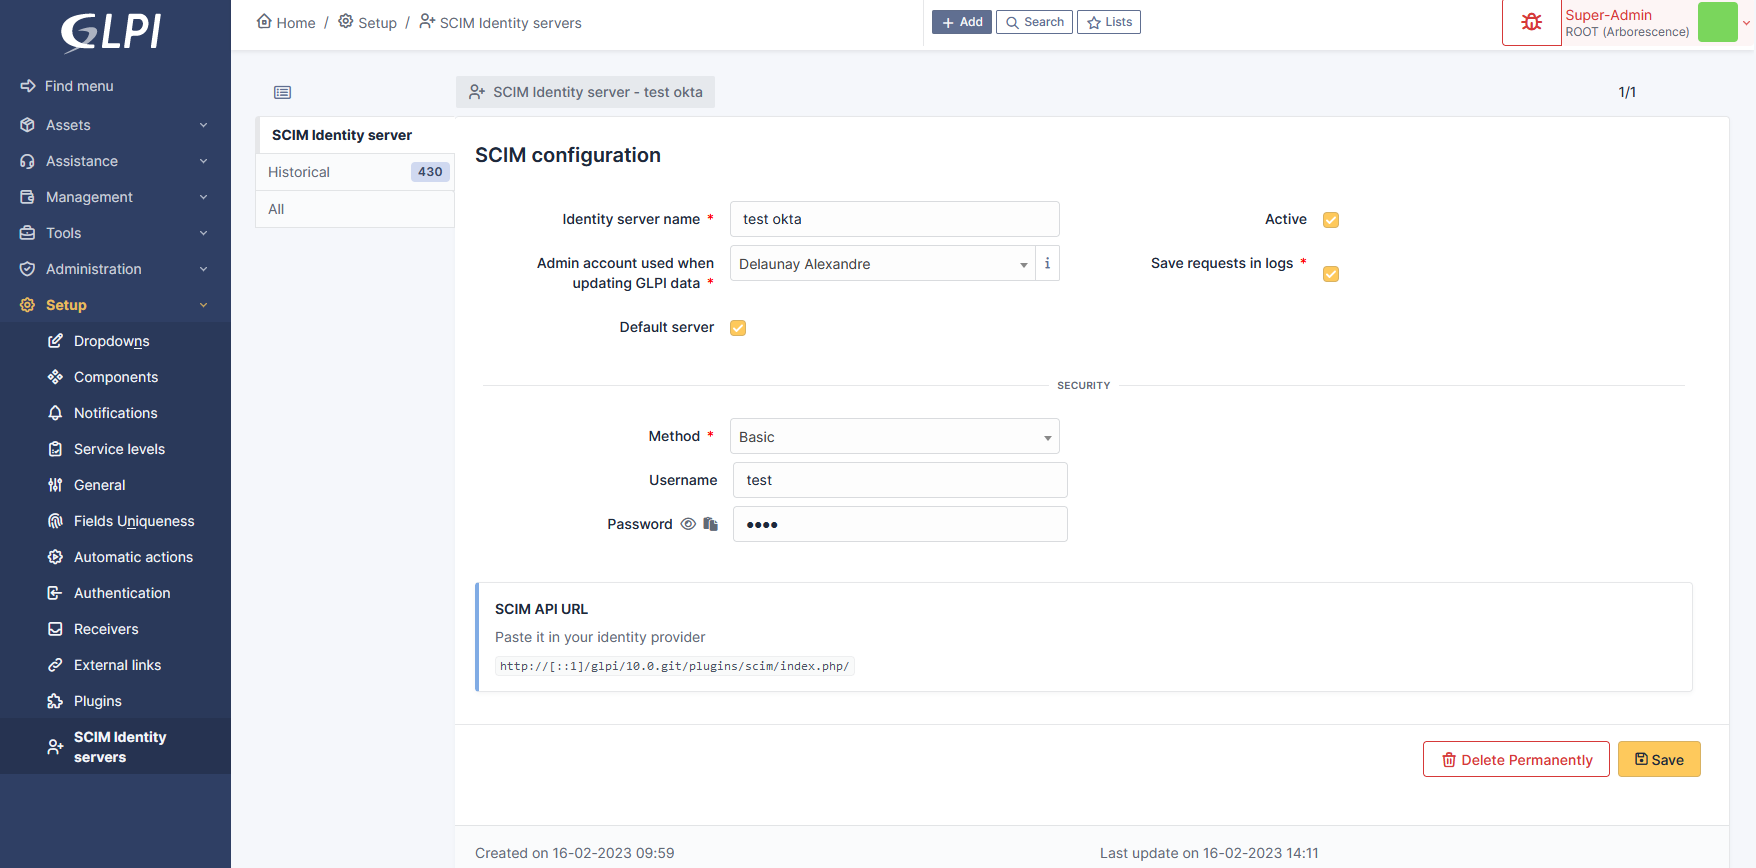 GLPI
Find menu
Assets
Assistance
Management
Tools
Administration
Setup
Dropdowns
Components
Notifications
Service levels
General
Fields Uniqueness
Automatic actions
Authentication
Receivers
External links
Plugins
SCIM Identity
servers
Home / Setup / SCIM Identity servers
Add
Search
Lists
Super-Admin
ROOT (Arborescence)
SCIM Identity server - test okta
1/1
SCIM Identity server
Historical 430
All
SCIM configuration
Identity server name * test okta
Active
Admin account used when
updating GLPI data *
Delaunay Alexandre
i
Save requests in logs *
Default server
SECURITY
Method * Basic
Username test
Password ••••
SCIM API URL
Paste it in your identity provider
http://[::1]/glpi/10.0.git/plugins/scim/index.php/
Delete Permanently
Save
Created on 16-02-2023 09:59
Last update on 16-02-2023 14:11